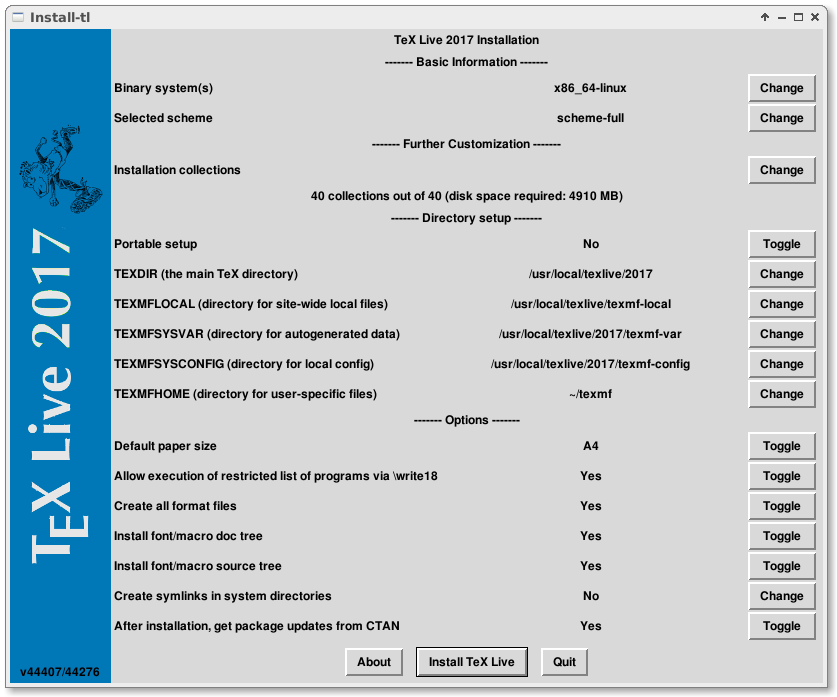 Install-tl
TeX Live 2017 Installation
------- Basic Information -------
Binary system(s) x86_64-linux Change
Selected scheme scheme-full Change
------- Further Customization -------
Installation collections Change
40 collections out of 40 (disk space required: 4910 MB)
------- Directory setup -------
Portable setup No Toggle
TEXDIR (the main TeX directory) /usr/local/texlive/2017 Change
TEXMFLOCAL (directory for site-wide local files) /usr/local/texlive/texmf-local Change
TEXMFSYSVAR (directory for autogenerated data) /usr/local/texlive/2017/texmf-var Change
TEXMFSYSCONFIG (directory for local config) /usr/local/texlive/2017/texmf-config Change
TEXMFHOME (directory for user-specific files) ~/texmf Change
------- Options -------
Default paper size A4 Toggle
Allow execution of restricted list of programs via \write18 Yes Toggle
Create all format files Yes Toggle
Install font/macro doc tree Yes Toggle
Install font/macro source tree Yes Toggle
Create symlinks in system directories No Change
After installation, get package updates from CTAN Yes Toggle
About Install TeX Live Quit
TEX Live 2017
v44407/44276